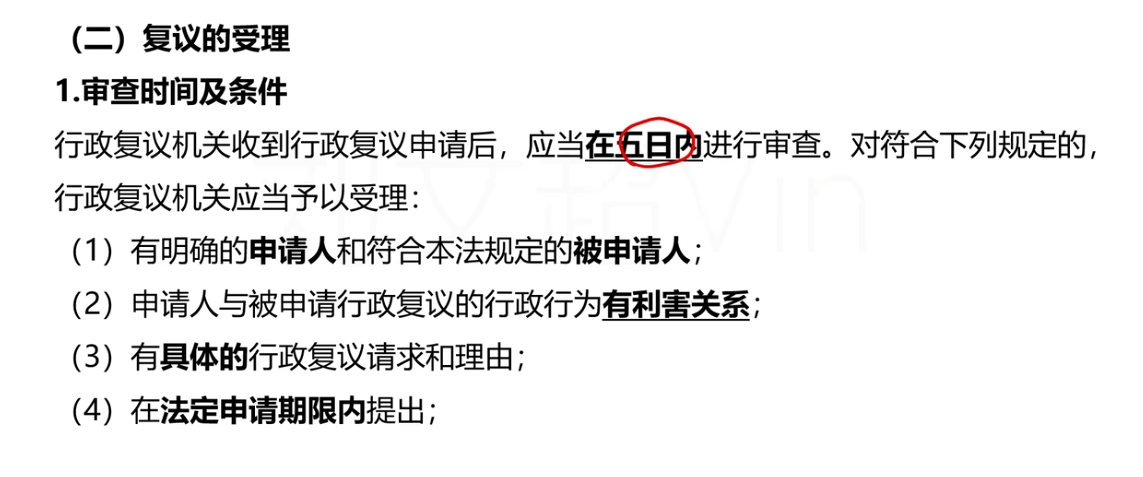 （二）复议的受理
1.审查时间及条件
行政复议机关收到行政复议申请后，应当在五日内进行审查。对符合下列规定的，
行政复议机关应当予以受理：
（1）有明确的申请人和符合本法规定的被申请人；
（2）申请人与被申请行政复议的行政行为有利害关系；
（3）有具体的行政复议请求和理由；
（4）在法定申请期限内提出；